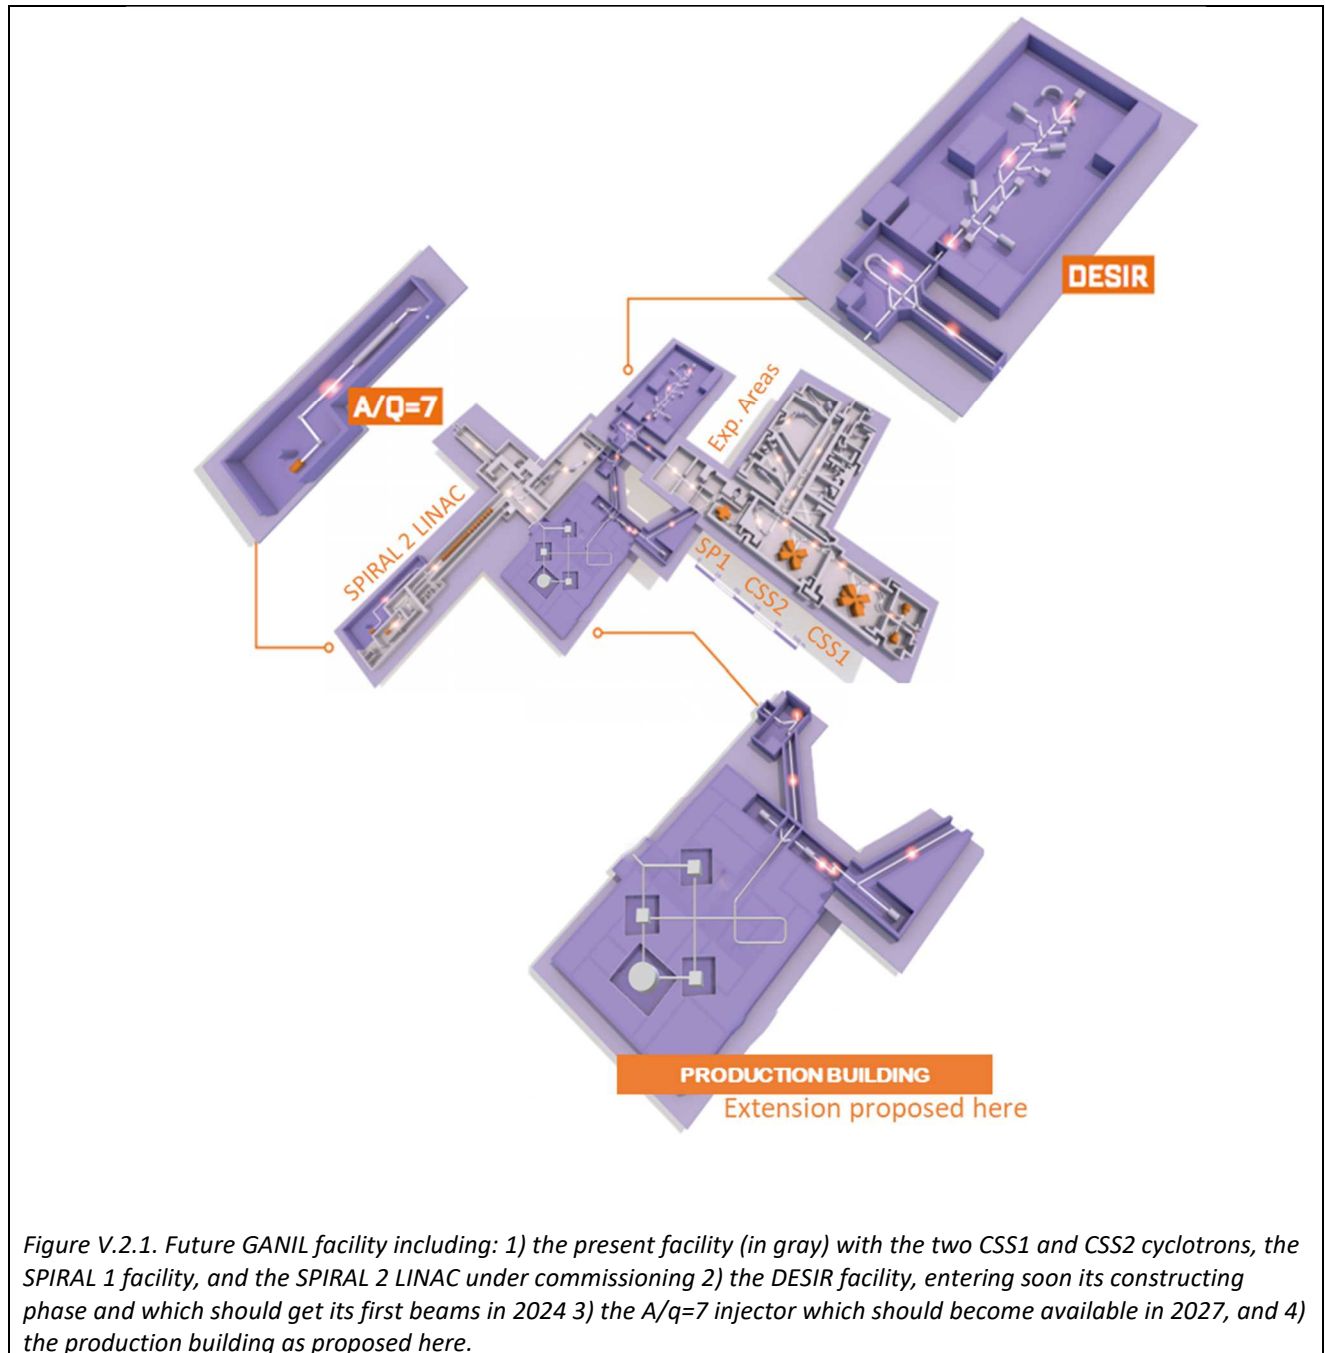 DESIR
A/Q=7
Exp. Areas
SPIRAL 2 LINAC
SP1
CSS2
CSS1
PRODUCTION BUILDING
Extension proposed here
Figure V.2.1. Future GANIL facility including: 1) the present facility (in gray) with the two CSS1 and CSS2 cyclotrons, the
SPIRAL 1 facility, and the SPIRAL 2 LINAC under commissioning 2) the DESIR facility, entering soon its constructing
phase and which should get its first beams in 2024 3) the A/q=7 injector which should become available in 2027, and 4)
the production building as proposed here.